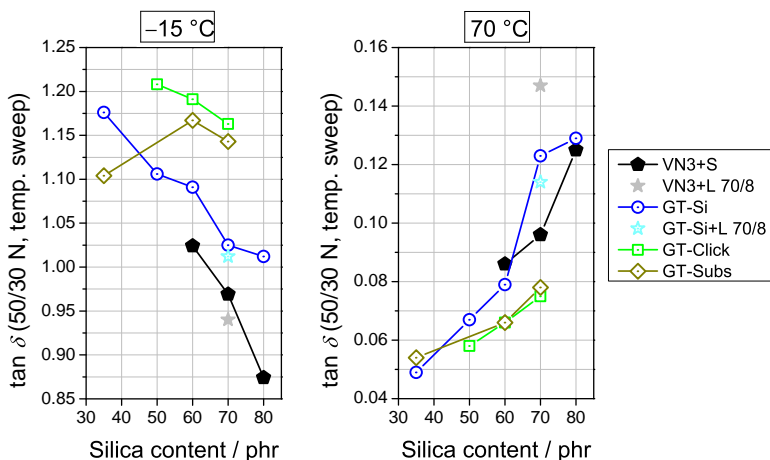 −15 °C
70 °C
tan δ (50/30 N, temp. sweep)
1.25
1.20
1.15
1.10
1.05
1.00
0.95
0.90
0.85
30 40 50 60 70 80
Silica content / phr
tan δ (50/30 N, temp. sweep)
0.16
0.14
0.12
0.10
0.08
0.06
0.04
30 40 50 60 70 80
Silica content / phr
VN3+S
VN3+L 70/8
GT-Si
GT-Si+L 70/8
GT-Click
GT-Subs